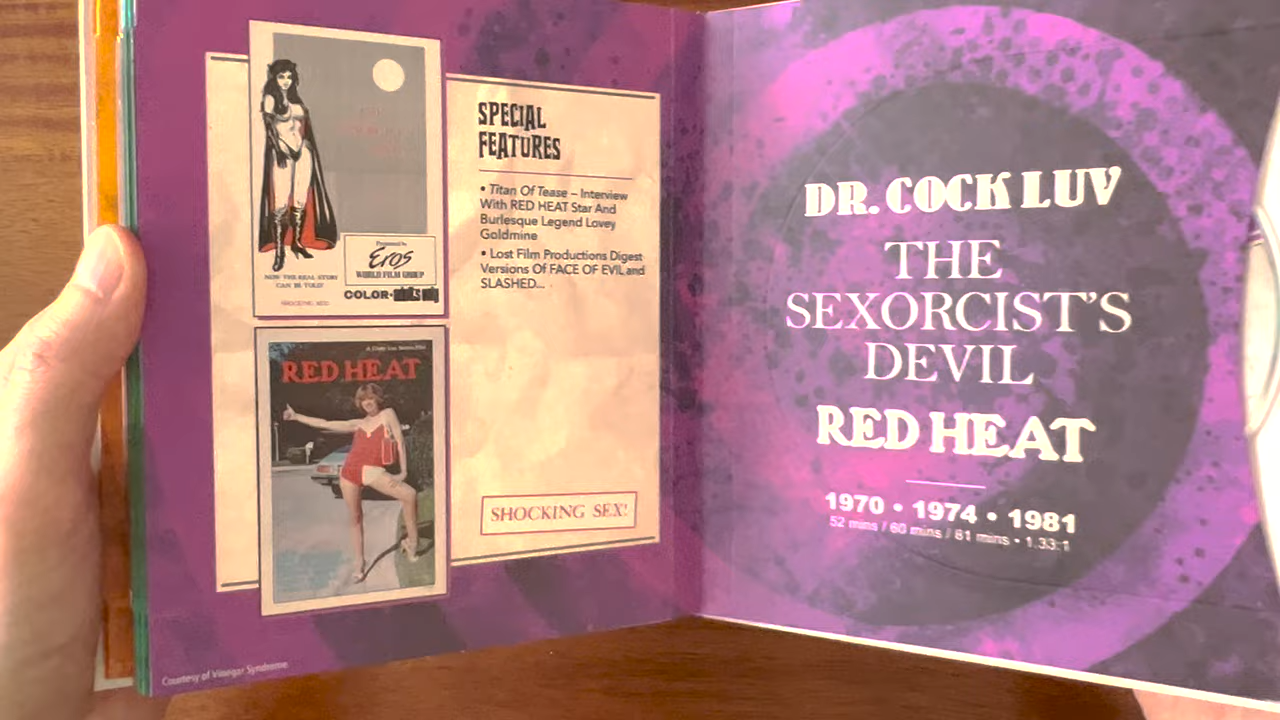 Presented by
Eros
WORLD FILM GROUP
NOW THE REAL STORY
CAN BE TOLD!
COLOR
RED HEAT
SPECIAL
FEATURES
• Titan Of Tease – Interview
With RED HEAT Star And
Burlesque Legend Lovey
Goldmine
• Lost Film Productions Digest
Versions Of FACE OF EVIL and
SLASHED...
SHOCKING SEX!
Courtesy of Vinegar Syndrome
DR. COCK LUV
THE
SEXORCIST'S
DEVIL
RED HEAT
1970 • 1974 • 1981
52 mins / 60 mins / 81 mins • 1.33:1